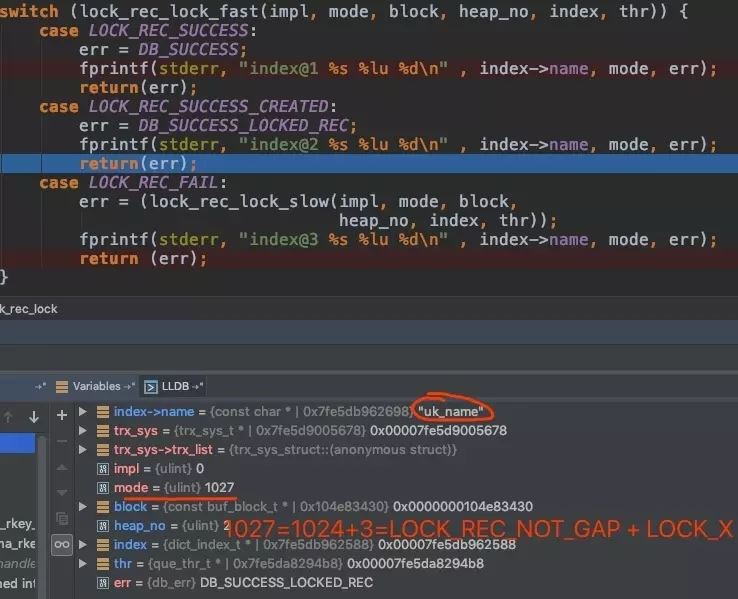 switch (lock_rec_lock_fast(impl, mode, block, heap_no, index, thr)) {
case LOCK_REC_SUCCESS:
err = DB_SUCCESS;
fprintf(stderr, "index@1 %s %lu %d\n" , index->name, mode, err);
return(err);
case LOCK_REC_SUCCESS_CREATED:
err = DB_SUCCESS_LOCKED_REC;
fprintf(stderr, "index@2 %s %lu %d\n" , index->name, mode, err);
return(err);
case LOCK_REC_FAIL:
err = (lock_rec_lock_slow(impl, mode, block,
heap_no, index, thr));
fprintf(stderr, "index@3 %s %lu %d\n" , index->name, mode, err);
return (err);
}
k_rec_lock
Variables LLDB
index->name = {const char * | 0x7fe5db962698} "uk_name"
trx_sys = {trx_sys_t * | 0x7fe5d9005678} 0x00007fe5d9005678
trx_sys->trx_list = {trx_sys_struct::(anonymous struct)}
impl = {ulint} 0
mode = {ulint} 1027
block = {const buf_block_t * | 0x104e83430} 0x0000000104e83430
_rkey_ heap_no = {ulint} 2
1027=1024+3=LOCK_REC_NOT_GAP + LOCK_X
na_rke index = {dict_index_t * | 0x7fe5db962588} 0x00007fe5db962588
handle thr = {que_thr_t * | 0x7fe5da8294b8} 0x00007fe5da8294b8
ned int err = {db_err} DB_SUCCESS_LOCKED_REC